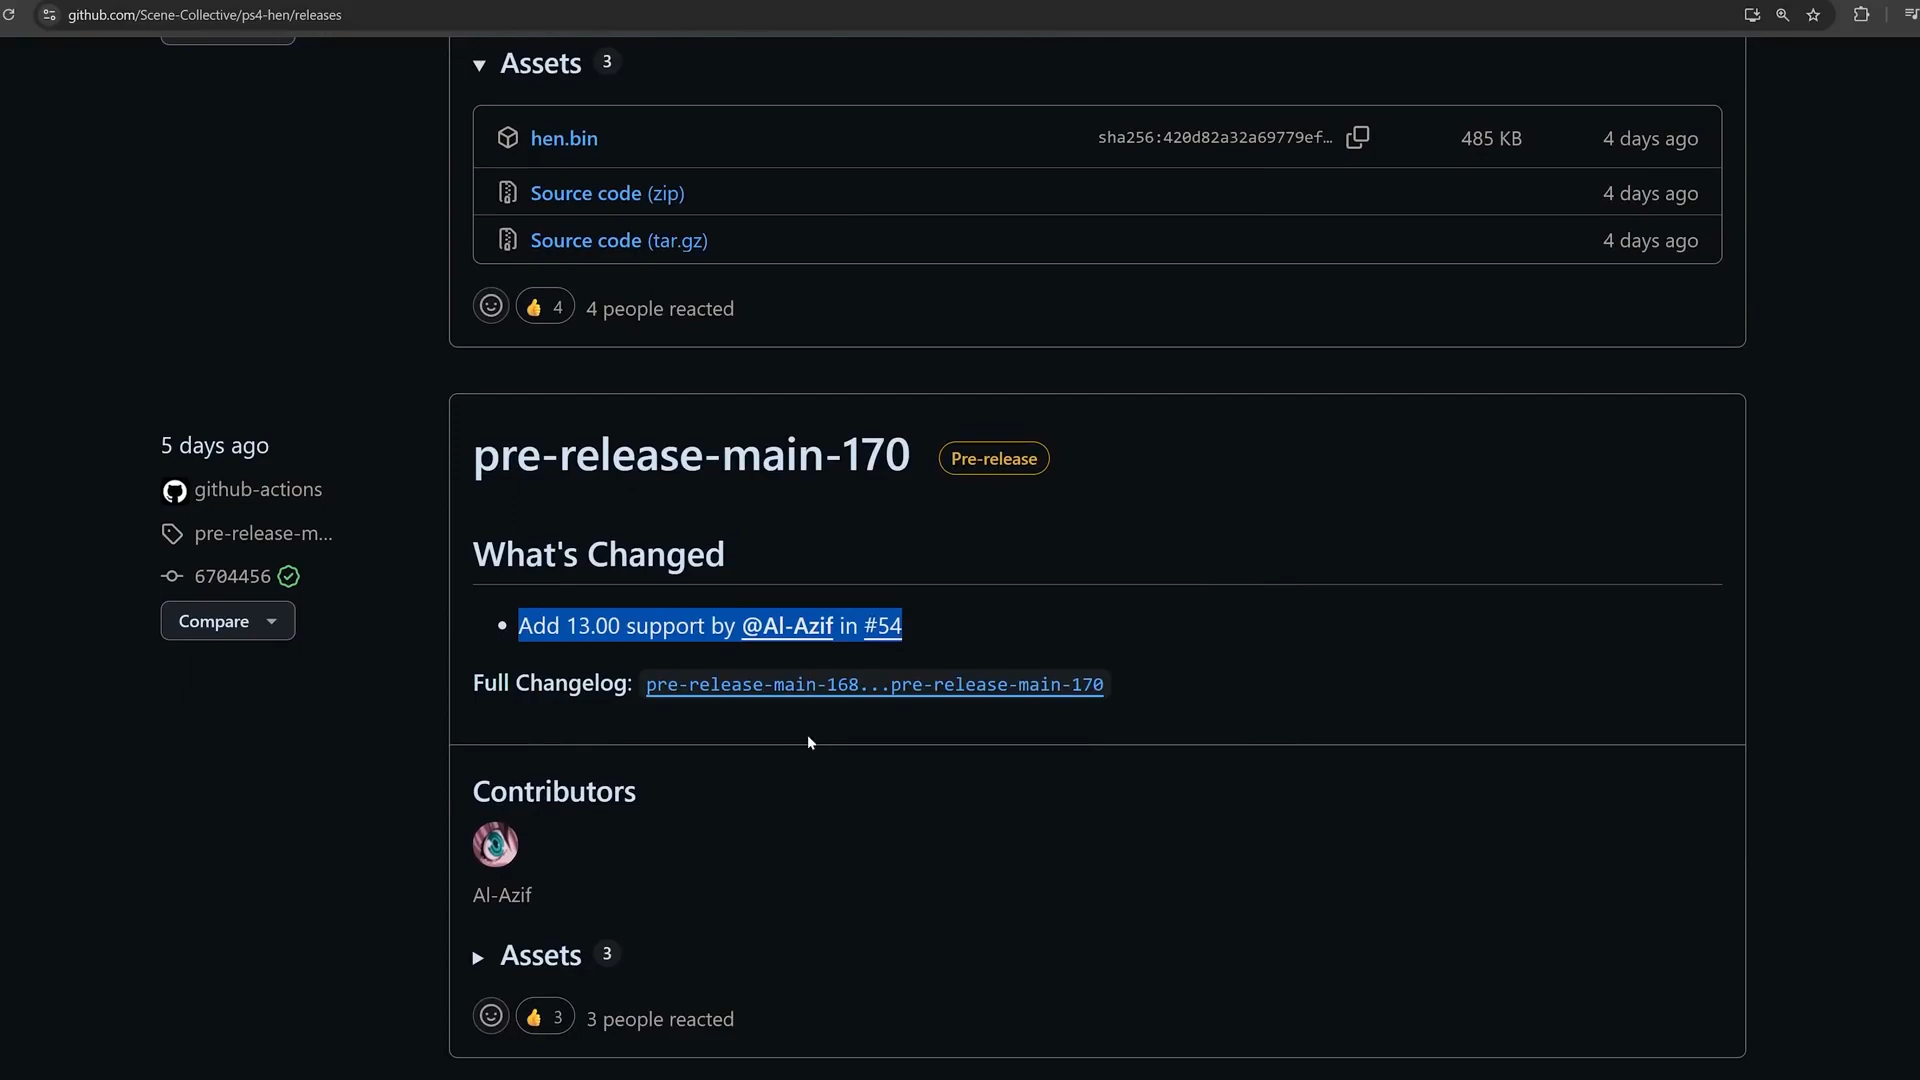 github.com/Scene-Collective/ps4-hen/releases
Assets 3
hen.bin sha256:420d82a32a69779ef… 485 KB 4 days ago
Source code (zip) 4 days ago
Source code (tar.gz) 4 days ago
👍 4 4 people reacted
5 days ago
github-actions
pre-release-m...
6704456
Compare
pre-release-main-170 Pre-release
What's Changed
• Add 13.00 support by @Al-Azif in #54
Full Changelog: pre-release-main-168...pre-release-main-170
Contributors
Al-Azif
Assets 3
👍 3 3 people reacted